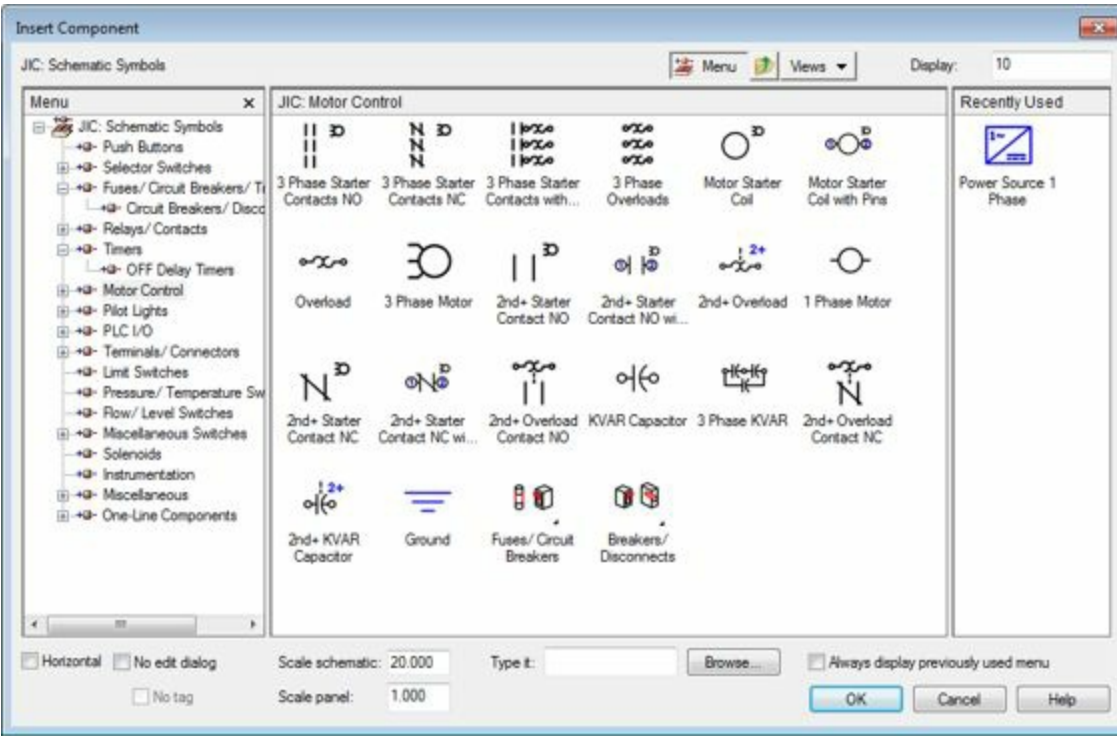 Insert Component
JIC: Schematic Symbols
Menu
Views
Display:
10
Menu
x
JIC: Schematic Symbols
Push Buttons
Selector Switches
Fuses/ Circuit Breakers/ Tr
Circuit Breakers/ Disco
Relays/ Contacts
Timers
OFF Delay Timers
Motor Control
Pilot Lights
PLC I/O
Terminals/ Connectors
Limit Switches
Pressure/ Temperature Sw
Flow/ Level Switches
Miscellaneous Switches
Solenoids
Instrumentation
Miscellaneous
One-Line Components
JIC: Motor Control
3 Phase Starter
Contacts NO
3 Phase Starter
Contacts NC
3 Phase Starter
Contacts with...
3 Phase
Overloads
Motor Starter
Coil
Motor Starter
Coil with Pins
Overload
3 Phase Motor
2nd+ Starter
Contact NO
2nd+ Starter
Contact NO wi...
2+
2nd+ Overload
1 Phase Motor
2nd+ Starter
Contact NC
2nd+ Starter
Contact NC wi...
2nd+ Overload
Contact NO
KVAR Capacitor
3 Phase KVAR
2nd+ Overload
Contact NC
2+
2nd+ KVAR
Capacitor
Ground
Fuses/ Circuit
Breakers
Breakers/
Disconnects
Recently Used
1~
Power Source 1
Phase
Horizontal
No edit dialog
No tag
Scale schematic: 20.000
Scale panel: 1.000
Type it:
Browse...
Always display previously used menu
OK
Cancel
Help